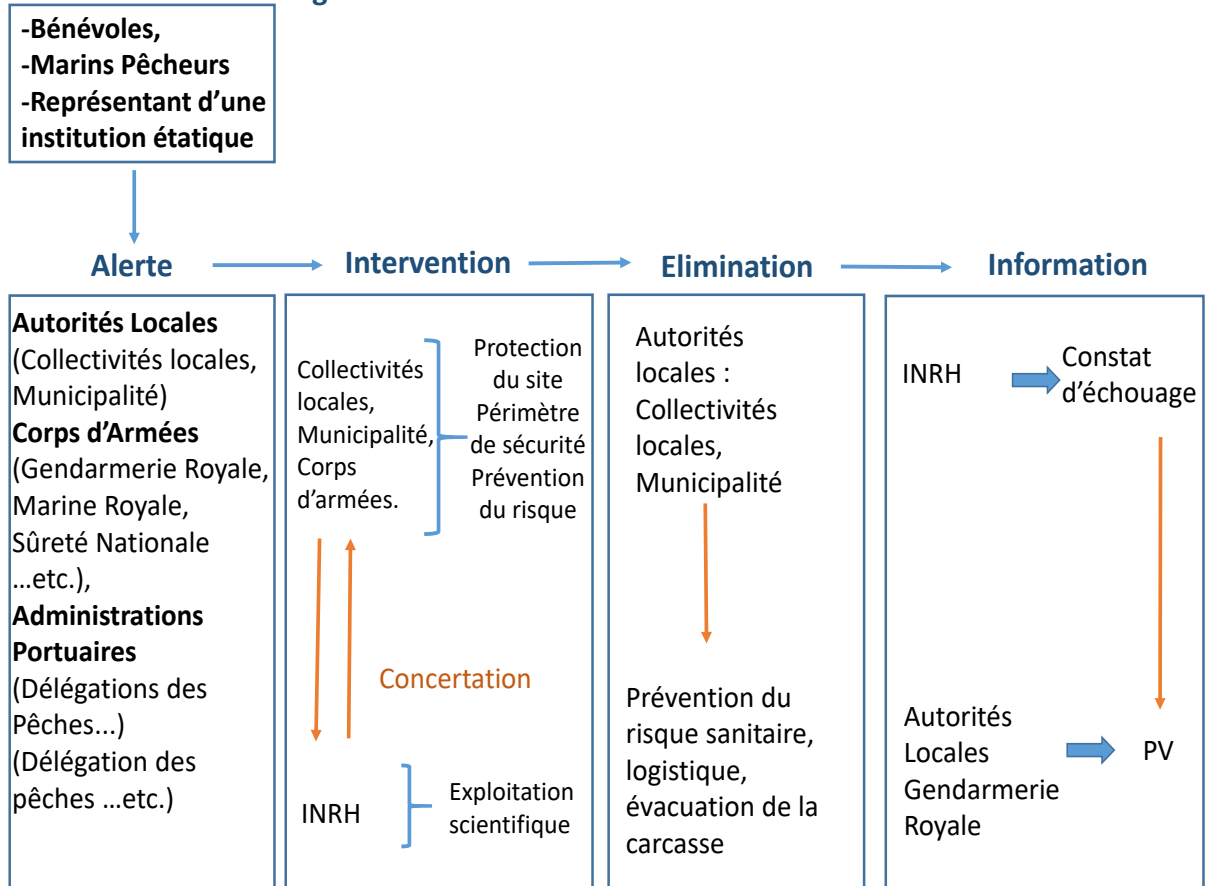 -Bénévoles,
-Marins Pêcheurs
-Représentant d’une
institution étatique
Alerte
Intervention
Elimination
Information
Autorités Locales
(Collectivités locales,
Municipalité)
Corps d’Armées
(Gendarmerie Royale,
Marine Royale,
Sûreté Nationale
...etc.),
Administrations
Portuaires
(Délégations des
Pêches...)
(Délégation des
pêches ...etc.)
Collectivités
locales,
Municipalité,
Corps
d’armées.
Protection
du site
Périmètre
de sécurité
Prévention
du risque
Concertation
INRH
Exploitation
scientifique
Autorités
locales :
Collectivités
locales,
Municipalité
Prévention du
risque sanitaire,
logistique,
évacuation de la
carcasse
INRH
Constat
d’échouage
Autorités
Locales
Gendarmerie
Royale
PV